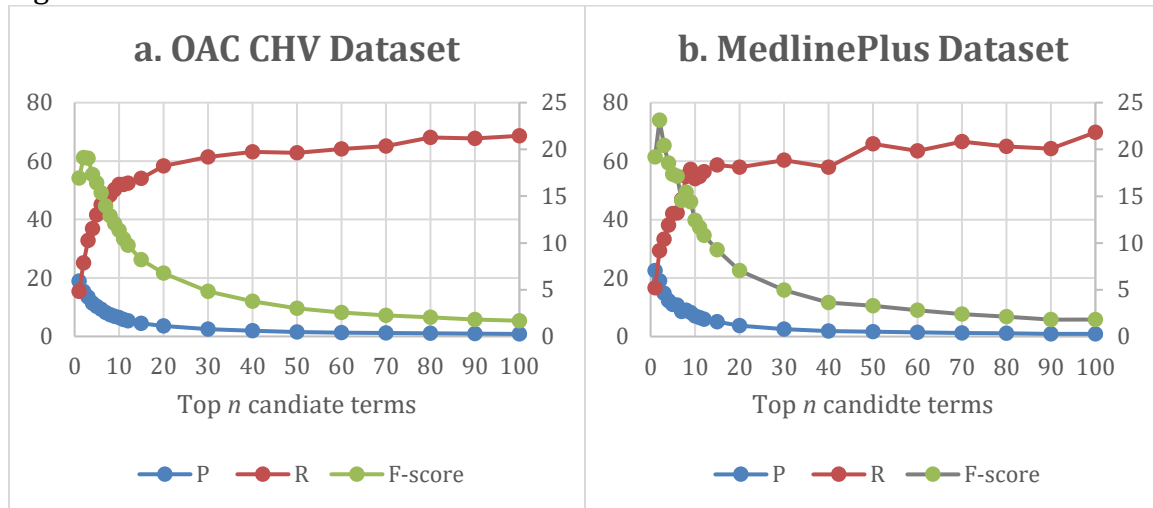 a. OAC CHV Dataset
80 25
60 20
15
40
10
20
5
0 0
0 10 20 30 40 50 60 70 80 90 100
Top n candiate terms
P R F-score
b. MedlinePlus Dataset
80 25
60 20
15
40
10
20
5
0 0
0 10 20 30 40 50 60 70 80 90 100
Top n candidte terms
P R F-score